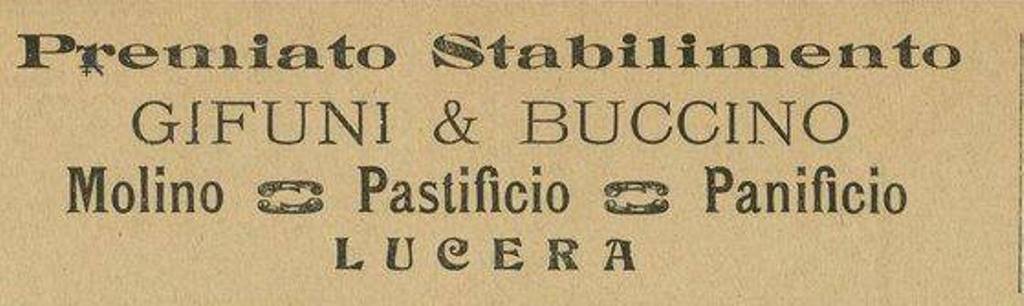 Premiato Stabilimento
GIFUNI & BUCCINO
Molino Pastificio Panificio
LUCERA